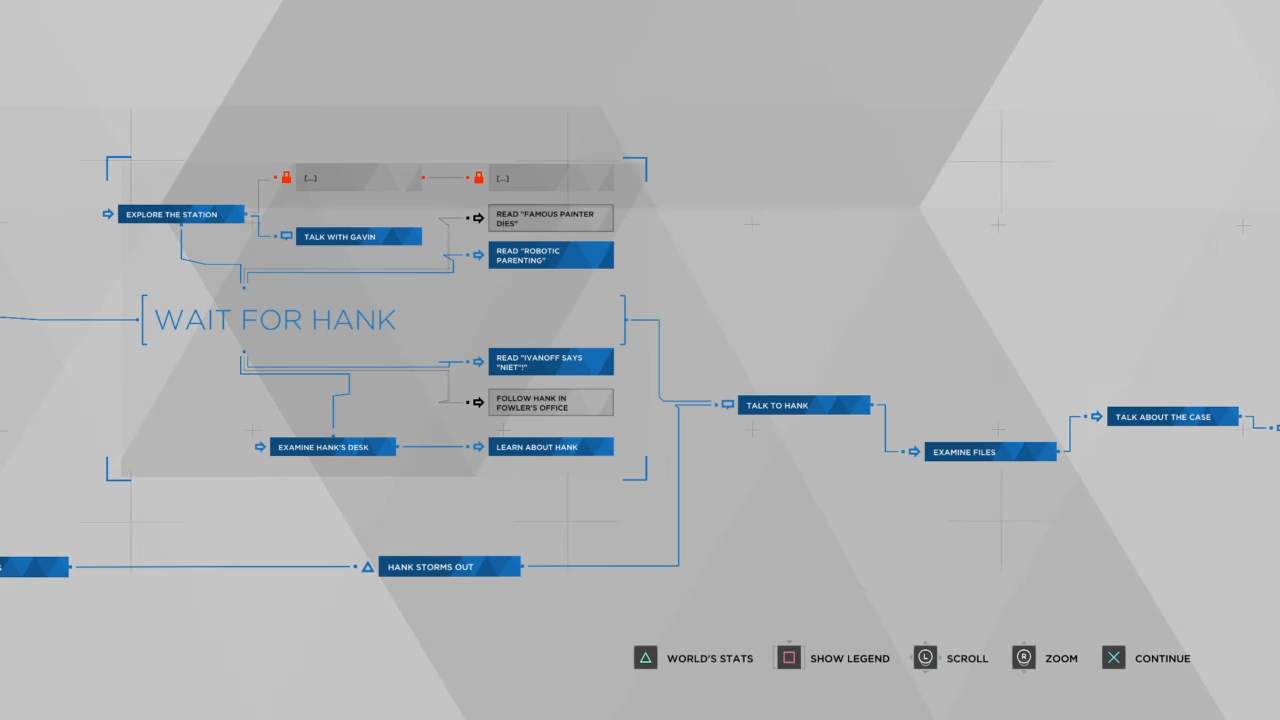 [...]
[...]
EXPLORE THE STATION
READ "FAMOUS PAINTER
DIES"
TALK WITH GAVIN
READ "ROBOTIC
PARENTING"
WAIT FOR HANK
READ "IVANOFF SAYS
"NIET"!"
FOLLOW HANK IN
FOWLER'S OFFICE
TALK TO HANK
TALK ABOUT THE CASE
EXAMINE HANK'S DESK
LEARN ABOUT HANK
EXAMINE FILES
S
HANK STORMS OUT
WORLD'S STATS
SHOW LEGEND
L
SCROLL
R
ZOOM
CONTINUE